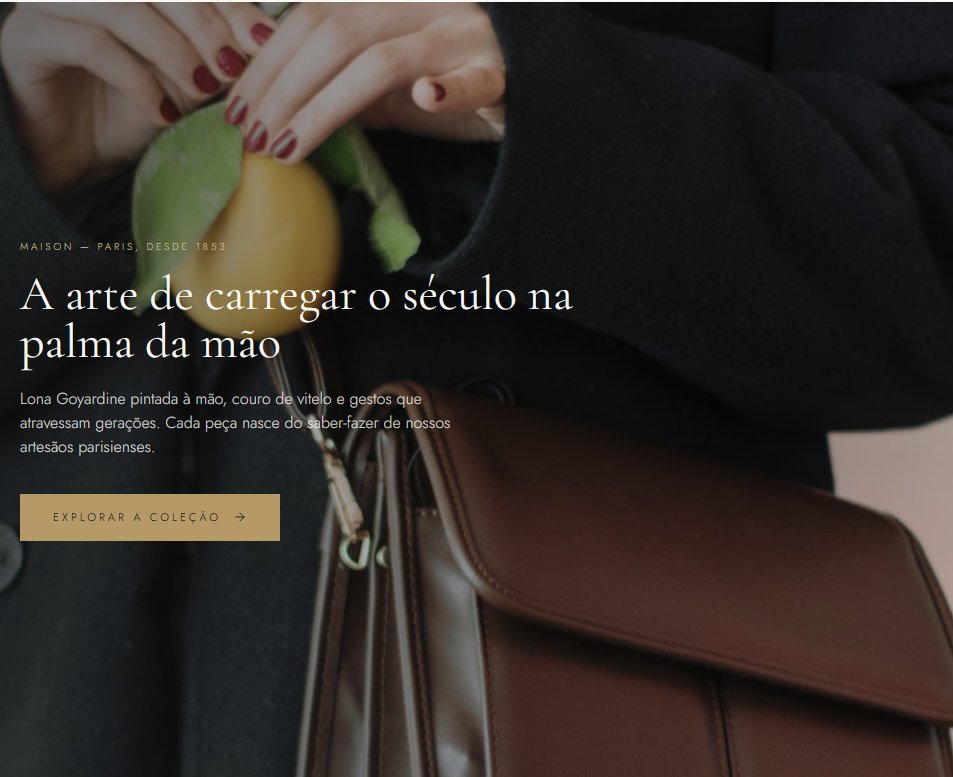 MAISON — PARIS, DESDE 1853
A arte de carregar o século na
palma da mão
Lona Goyardine pintada à mão, couro de vitelo e gestos que
atravessam gerações. Cada peça nasce do saber-fazer de nossos
artesãos parisienses.
EXPLORAR A COLEÇÃO →